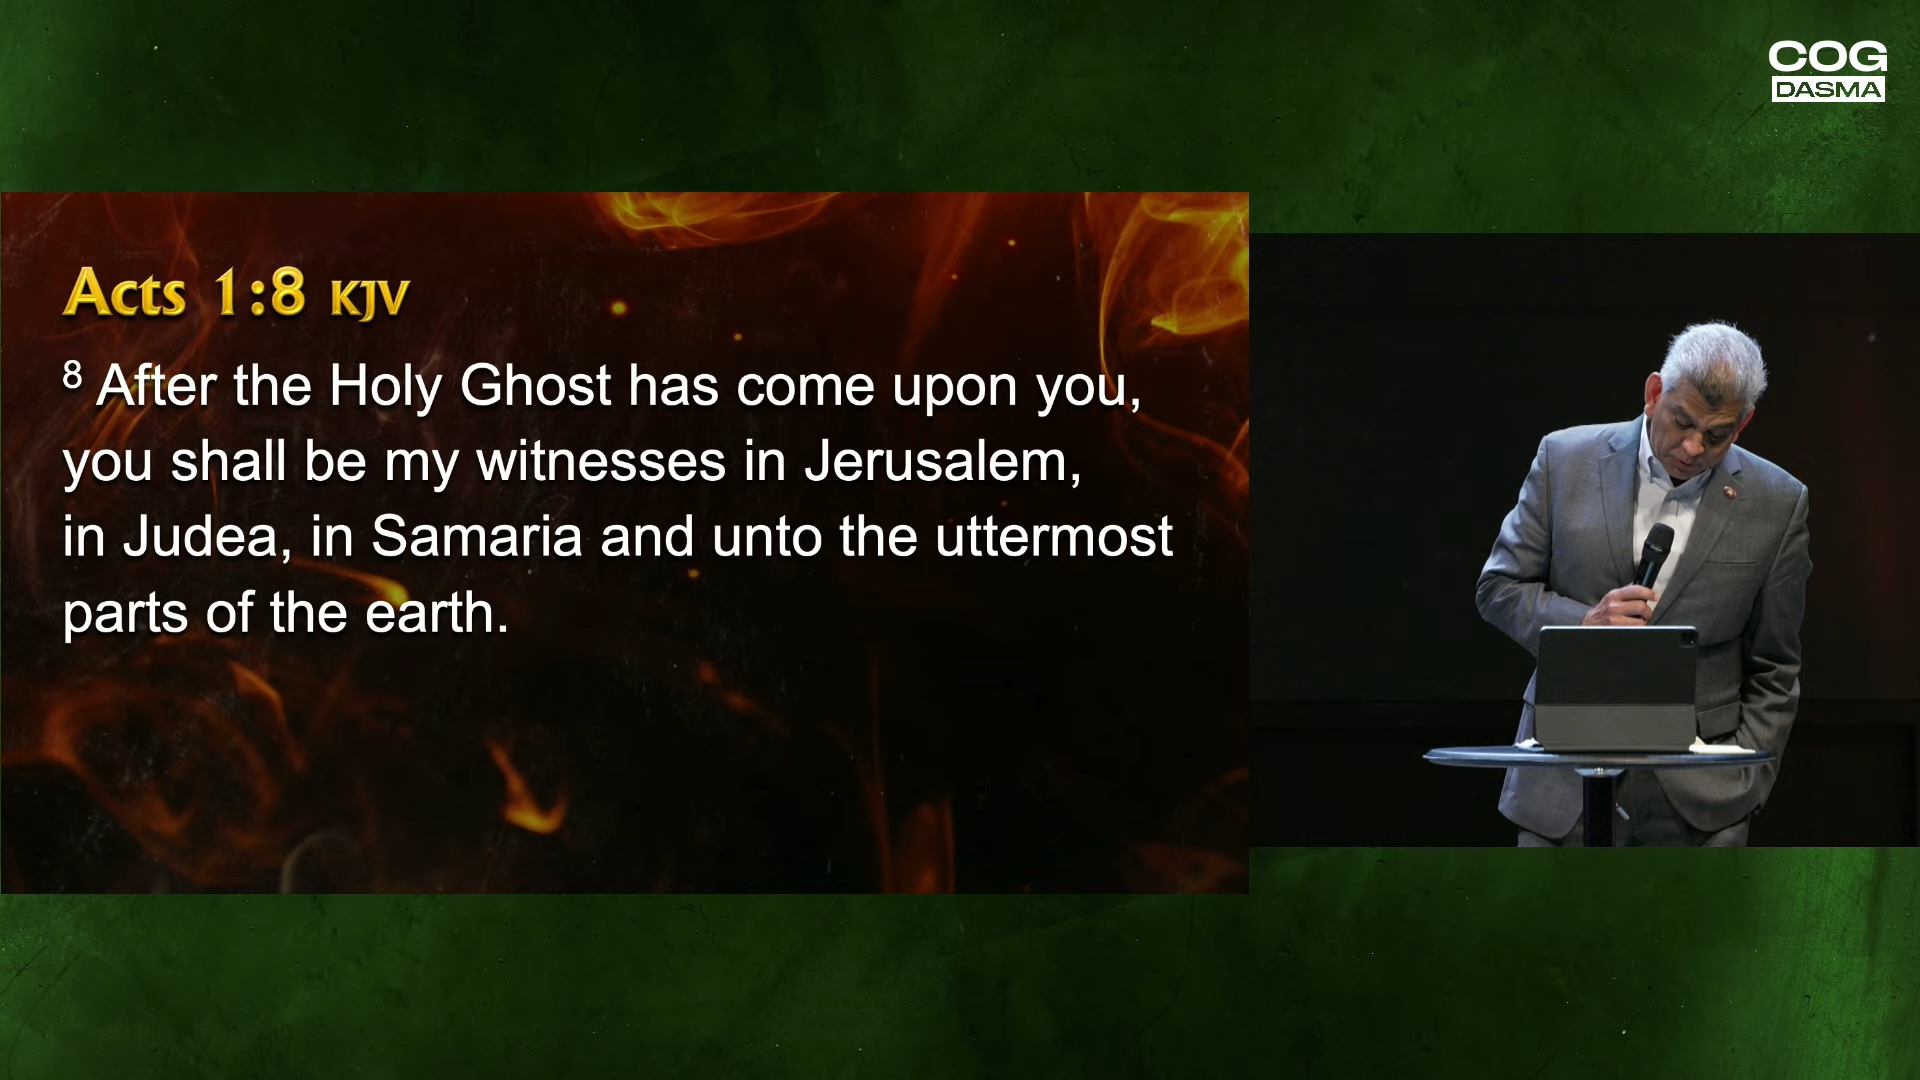 COG
DASMA
Acts 1:8 KJV
8 After the Holy Ghost has come upon you,
you shall be my witnesses in Jerusalem,
in Judea, in Samaria and unto the uttermost
parts of the earth.